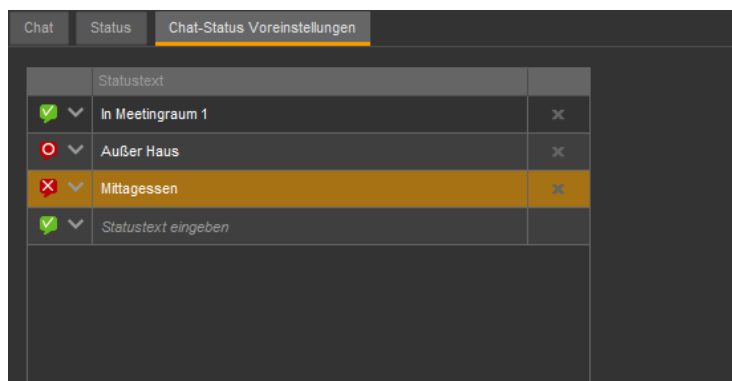 Chat Status Chat-Status Voreinstellungen
Statustext
In Meetingraum 1
Außer Haus
Mittagessen
Statustext eingeben